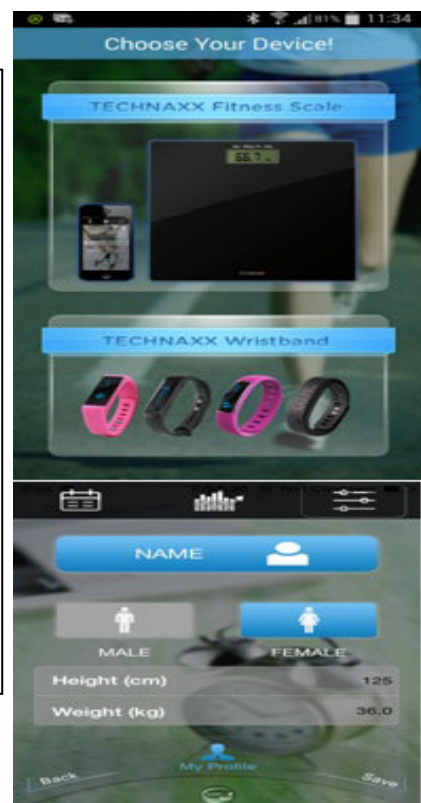 81% 11:34
Choose Your Device!
TECHNAXX Fitness Scale
66.7
TECHNAXX Wristband
NAME
MALE FEMALE
Height (cm) 125
Weight (kg) 36,0
My Profile
Back Save